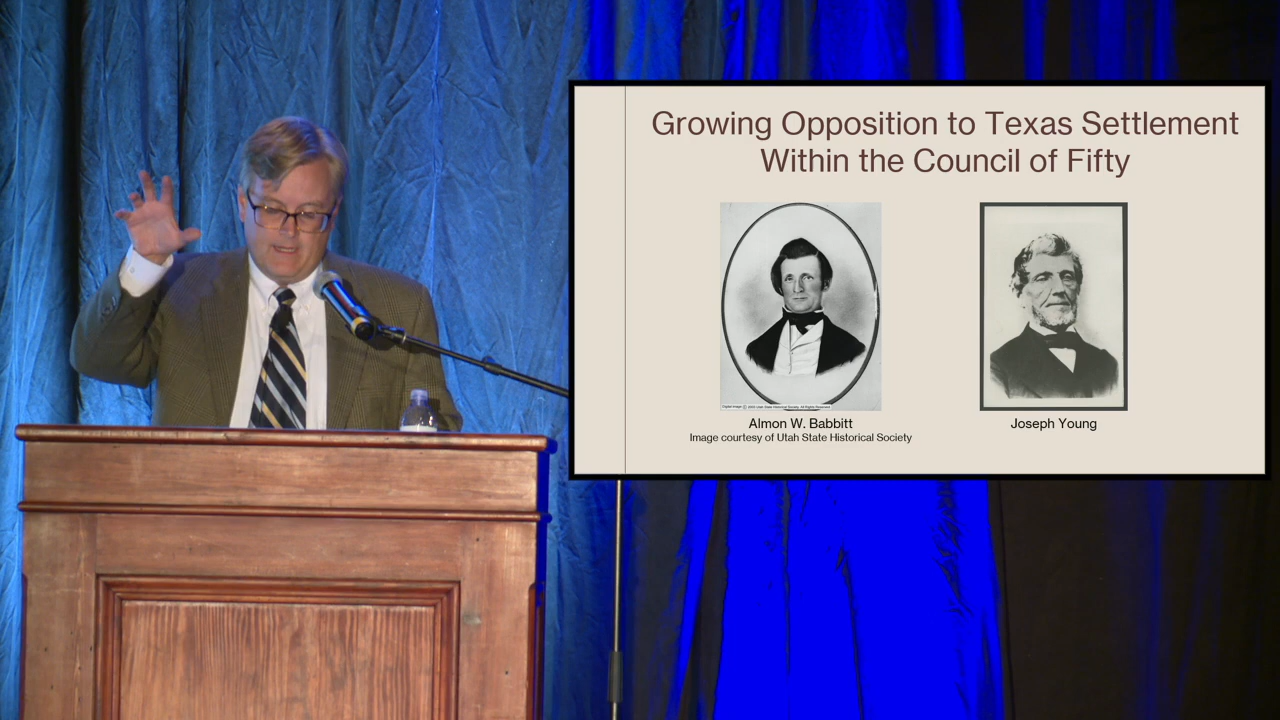 Growing Opposition to Texas Settlement
Within the Council of Fifty
Almon W. Babbitt
Image courtesy of Utah State Historical Society
Joseph Young